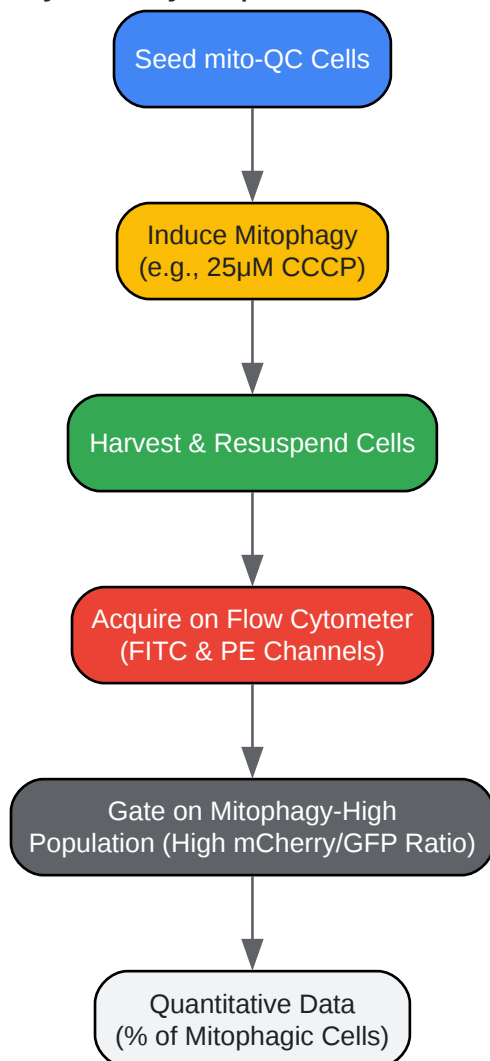 Seed mito-QC Cells
Induce Mitophagy
(e.g., 25µM CCCP)
Harvest & Resuspend Cells
Acquire on Flow Cytometer
(FITC & PE Channels)
Gate on Mitophagy-High
Population (High mCherry/GFP Ratio)
Quantitative Data
(% of Mitophagic Cells)